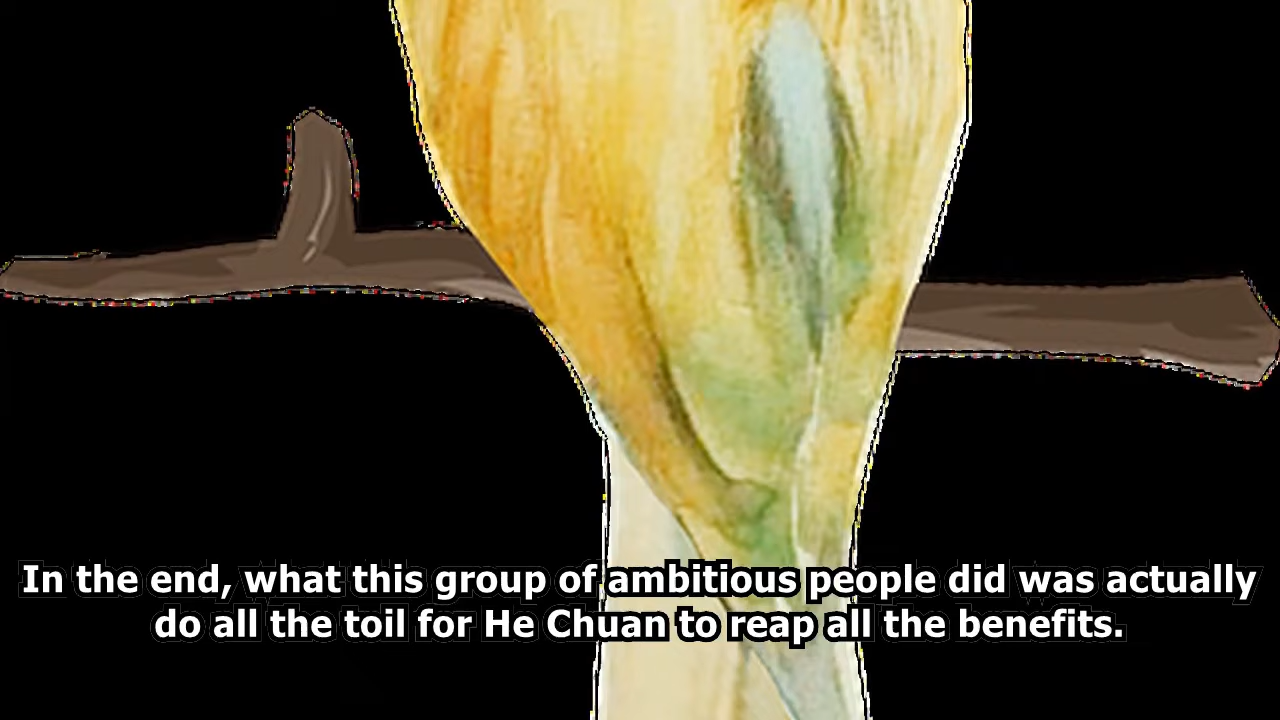 In the end, what this group of ambitious people did was actually
do all the toil for He Chuan to reap all the benefits.